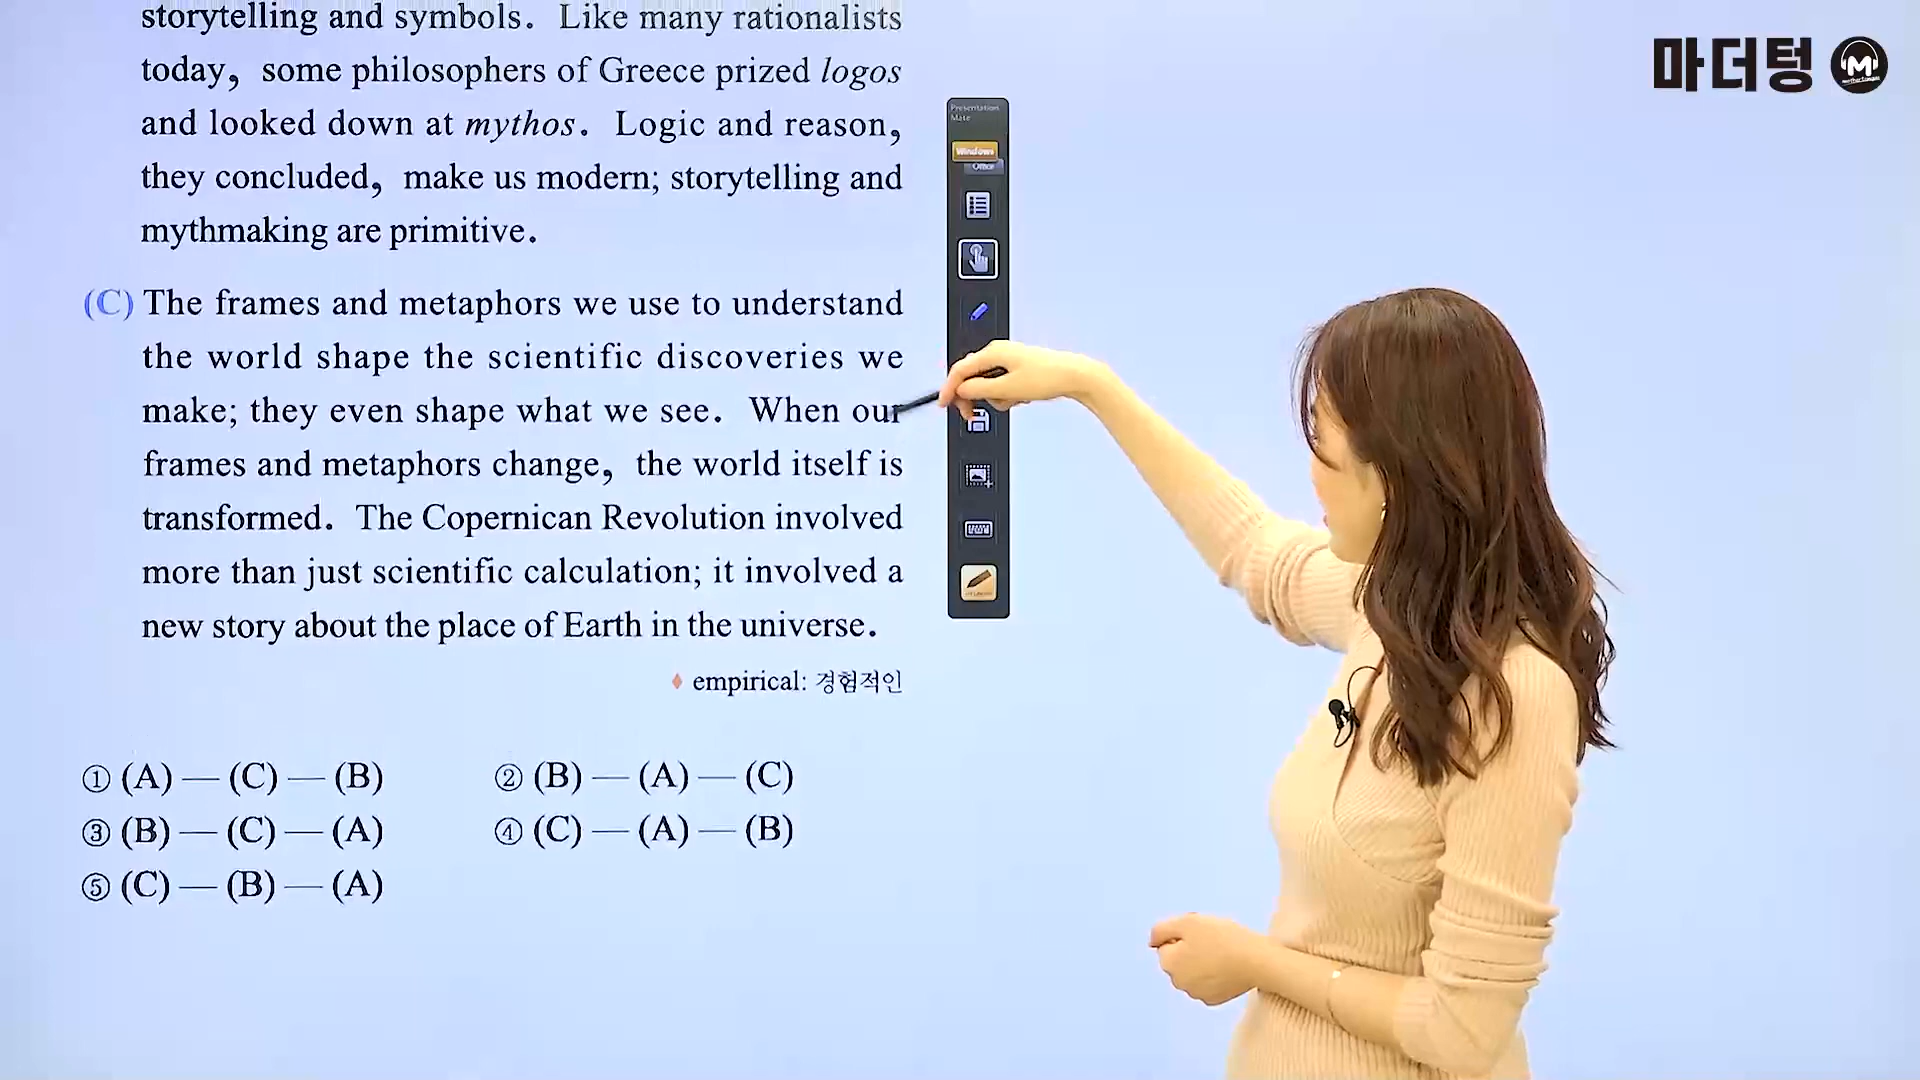 storytelling and symbols. Like many rationalists
today, some philosophers of Greece prized logos
and looked down at mythos. Logic and reason,
they concluded, make us modern; storytelling and
mythmaking are primitive.
(C) The frames and metaphors we use to understand
the world shape the scientific discoveries we
make; they even shape what we see. When our
frames and metaphors change, the world itself is
transformed. The Copernican Revolution involved
more than just scientific calculation; it involved a
new story about the place of Earth in the universe.
♦ empirical: 경험적인
① (A) — (C) — (B)
② (B) — (A) — (C)
③ (B) — (C) — (A)
④ (C) — (A) — (B)
⑤ (C) — (B) — (A)
Presentation
Mate
Windows
Office
마더텅
M